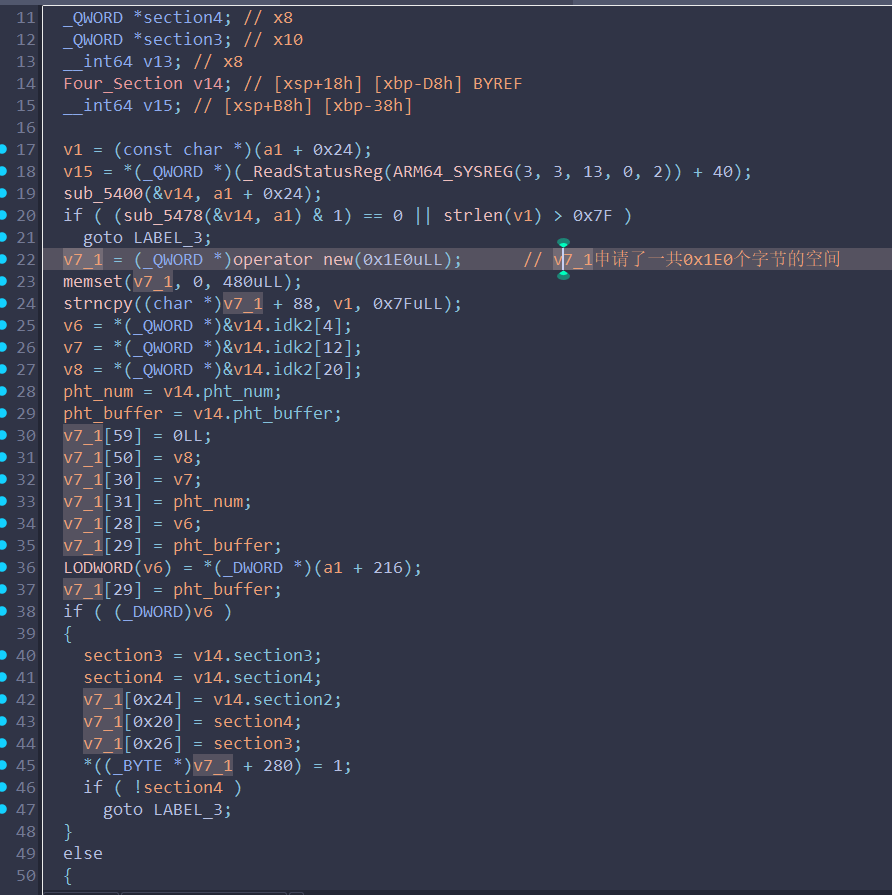 11 _QWORD *section4; // x8
12 _QWORD *section3; // x10
13 __int64 v13; // x8
14 Four_Section v14; // [xsp+18h] [xbp-D8h] BYREF
15 __int64 v15; // [xsp+B8h] [xbp-38h]
16
17 v1 = (const char *)(a1 + 0x24);
18 v15 = *(_QWORD *)(_ReadStatusReg(ARM64_SYSREG(3, 3, 13, 0, 2)) + 40);
19 sub_5400(&v14, a1 + 0x24);
20 if ( (sub_5478(&v14, a1) & 1) == 0 || strlen(v1) > 0x7F )
21 goto LABEL_3;
22 v7_1 = (_QWORD *)operator new(0x1E0uLL); // v7_1申请了一共0x1E0个字节的空间
23 memset(v7_1, 0, 480uLL);
24 strncpy((char *)v7_1 + 88, v1, 0x7FuLL);
25 v6 = *(_QWORD *)&v14.idk2[4];
26 v7 = *(_QWORD *)&v14.idk2[12];
27 v8 = *(_QWORD *)&v14.idk2[20];
28 pht_num = v14.pht_num;
29 pht_buffer = v14.pht_buffer;
30 v7_1[59] = 0LL;
31 v7_1[50] = v8;
32 v7_1[30] = v7;
33 v7_1[31] = pht_num;
34 v7_1[28] = v6;
35 v7_1[29] = pht_buffer;
36 LODWORD(v6) = *(_DWORD *)(a1 + 216);
37 v7_1[29] = pht_buffer;
38 if ( (_DWORD)v6 )
39 {
40 section3 = v14.section3;
41 section4 = v14.section4;
42 v7_1[0x24] = v14.section2;
43 v7_1[0x20] = section4;
44 v7_1[0x26] = section3;
45 *((_BYTE *)v7_1 + 280) = 1;
46 if ( !section4 )
47 goto LABEL_3;
48 }
49 else
50 {